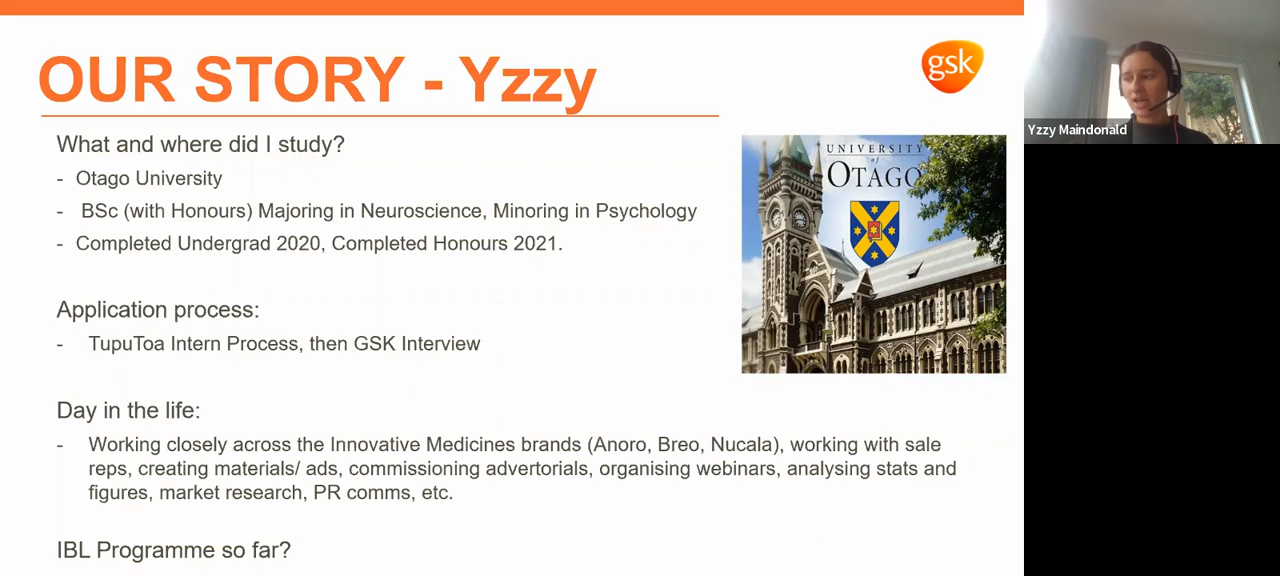 OUR STORY - Yzzy
gsk
Yzzy Maindonald
What and where did I study?
- Otago University
- BSc (with Honours) Majoring in Neuroscience, Minoring in Psychology
- Completed Undergrad 2020, Completed Honours 2021.
UNIVERSITY
of
OTAGO
Application process:
- TupuToa Intern Process, then GSK Interview
Day in the life:
- Working closely across the Innovative Medicines brands (Anoro, Breo, Nucala), working with sale
reps, creating materials/ ads, commissioning advertorials, organising webinars, analysing stats and
figures, market research, PR comms, etc.
IBL Programme so far?